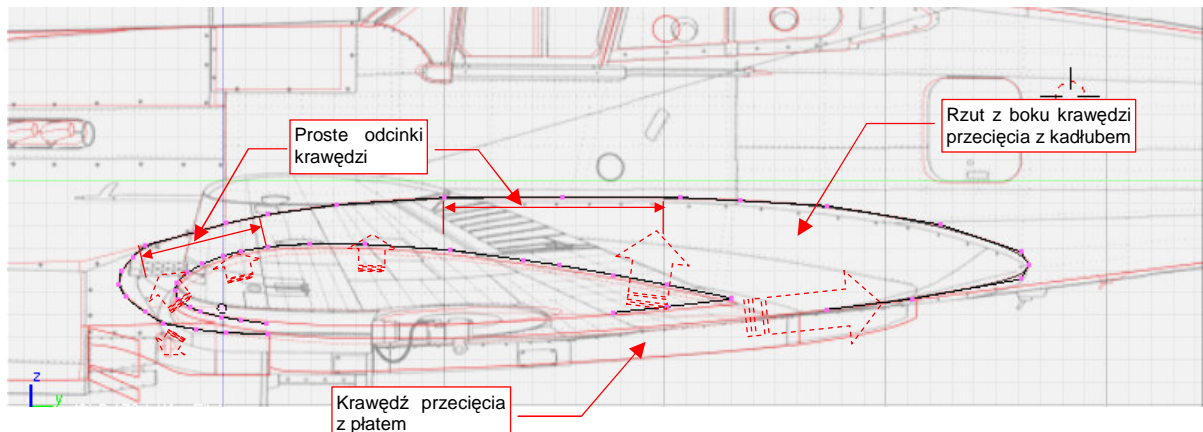 Proste odcinki
krawędzi
Rzut z boku krawędzi
przecięcia z kadłubem
Krawędź przecięcia
z płatem
z
y